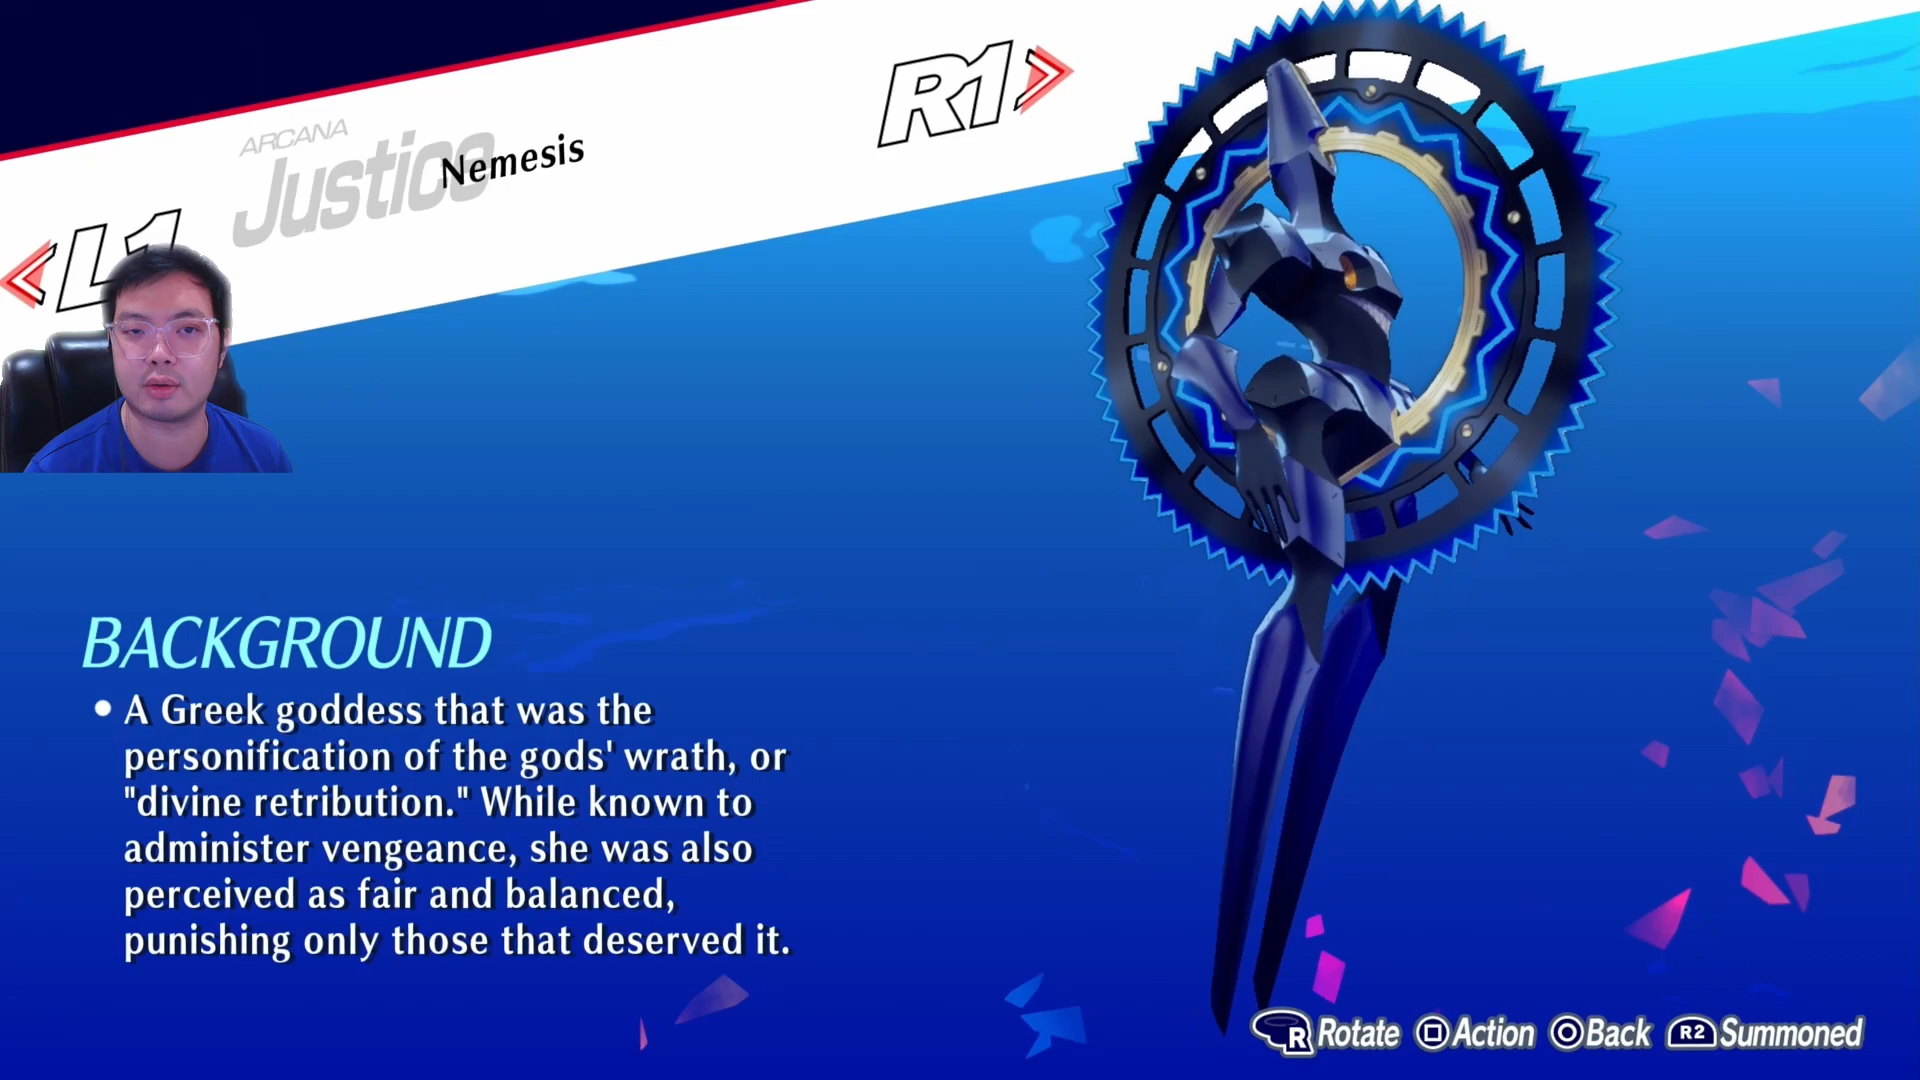 R1
ARCANA
Justice
Nemesis
L1
BACKGROUND
• A Greek goddess that was the
personification of the gods' wrath, or
"divine retribution." While known to
administer vengeance, she was also
perceived as fair and balanced,
punishing only those that deserved it.
R Rotate Action Back R2 Summoned